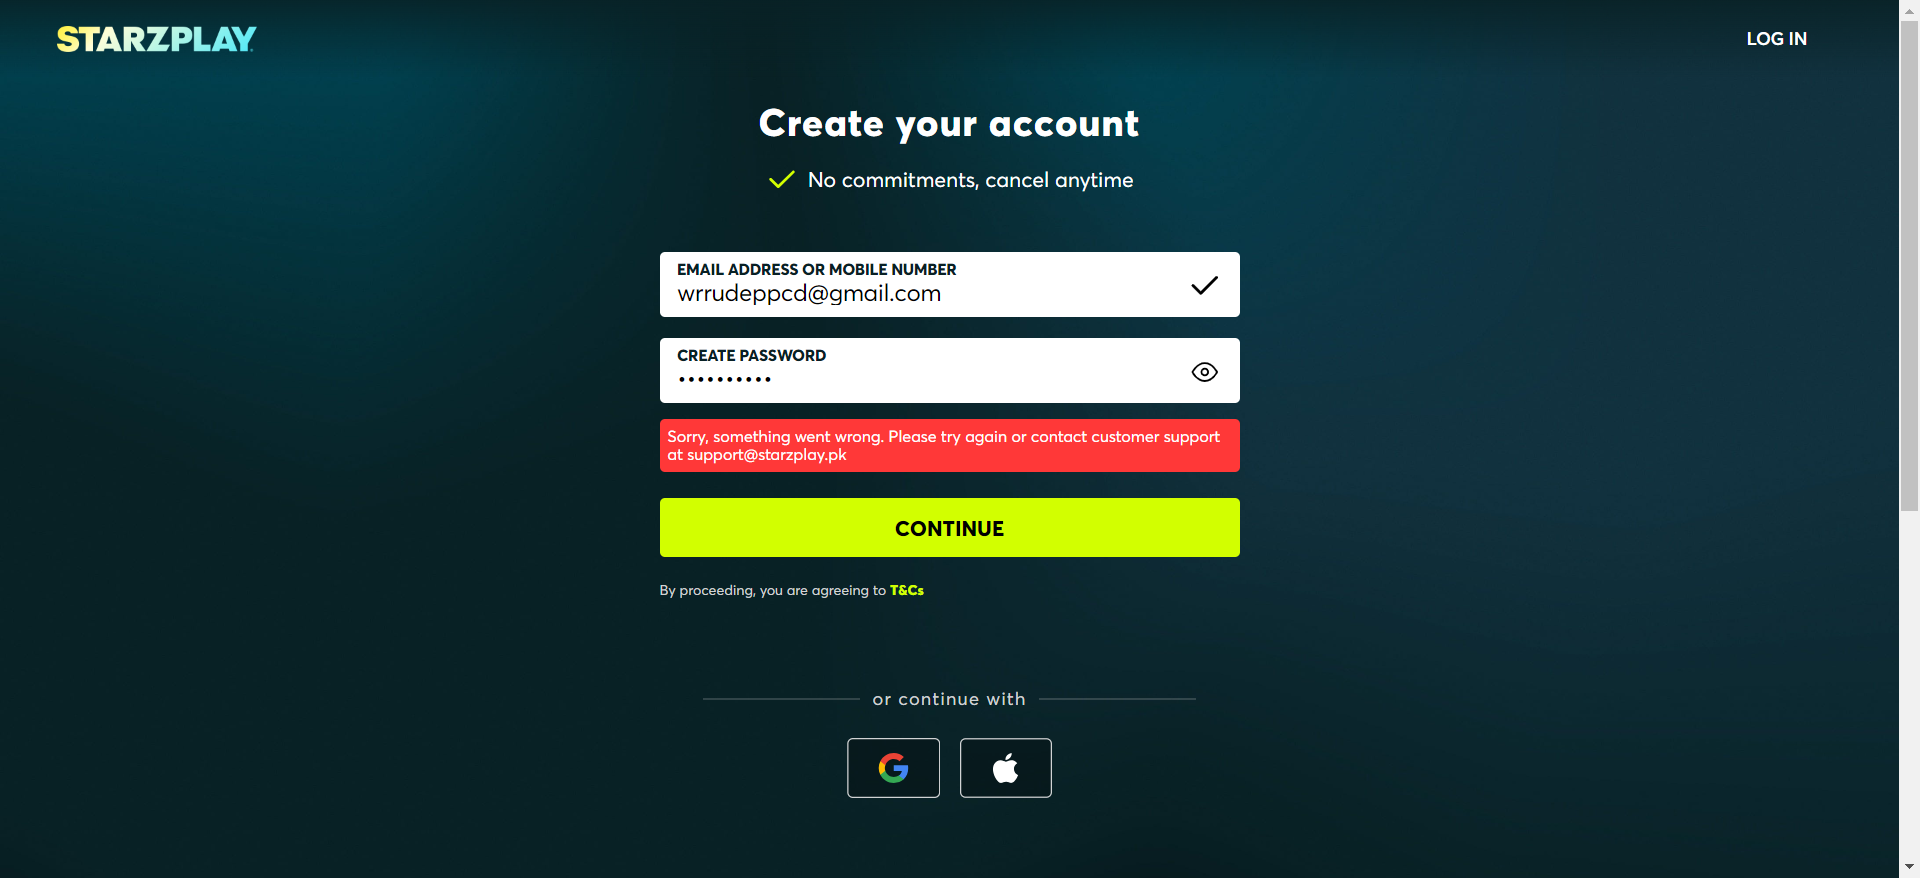 STARZPLAY
LOG IN
Create your account
No commitments, cancel anytime
EMAIL ADDRESS OR MOBILE NUMBER
wrrudeppcd@gmail.com
CREATE PASSWORD
••••••••••
Sorry, something went wrong. Please try again or contact customer support
at support@starzplay.pk
CONTINUE
By proceeding, you are agreeing to T&Cs
or continue with